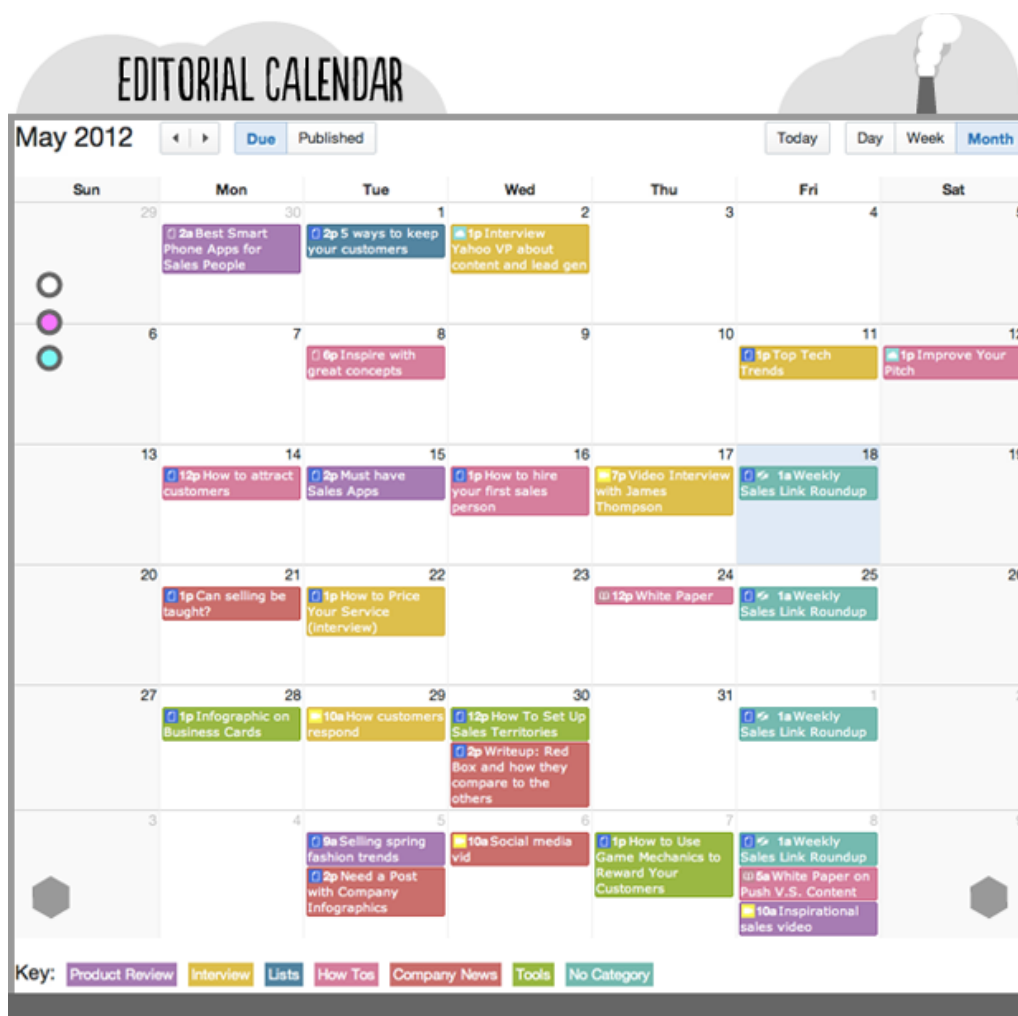 EDITORIAL CALENDAR
May 2012
Due
Published
Today
Day
Week
Month
Sun
Mon
Tue
Wed
Thu
Fri
Sat
29
30
1
2
3
4
2a Best Smart
Phone Apps for
Sales People
2p 5 ways to keep
your customers
1p Interview
Yahoo VP about
content and lead gen
6
7
8
9
10
11
12
6p Inspire with
great concepts
1p Top Tech
Trends
1p Improve Your
Pitch
13
14
15
16
17
18
12p How to attract
customers
2p Must have
Sales Apps
1p How to hire
your first sales
person
7p Video Interview
with James
Thompson
1a Weekly
Sales Link Roundup
20
21
22
23
24
25
1p Can selling be
taught?
1p How to Price
Your Service
(interview)
12p White Paper
1a Weekly
Sales Link Roundup
27
28
29
30
31
1
1p Infographic on
Business Cards
10a How customers
respond
12p How To Set Up
Sales Territories
2p Writeup: Red
Box and how they
compare to the
others
1a Weekly
Sales Link Roundup
3
4
5
6
7
8
9a Selling spring
fashion trends
2p Need a Post
with Company
Infographics
10a Social media
vid
1p How to Use
Game Mechanics to
Reward Your
Customers
1a Weekly
Sales Link Roundup
5a White Paper on
Push V.S. Content
10a Inspirational
sales video
Key:
Product Review
Interview
Lists
How Tos
Company News
Tools
No Category